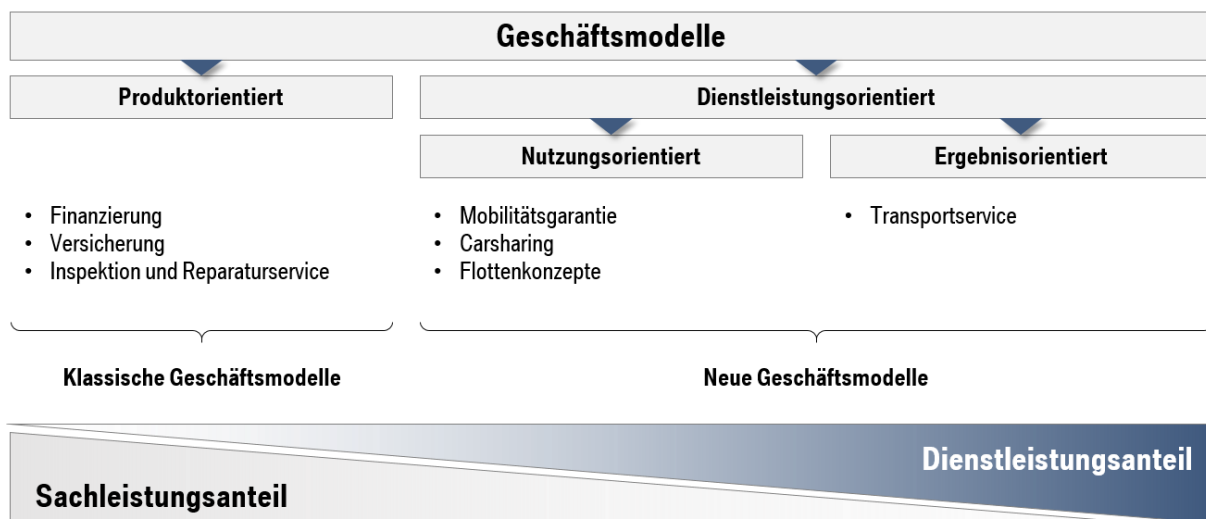 Geschäftsmodelle
Produktorientiert
Dienstleistungsorientiert
Nutzungsorientiert
Ergebnisorientiert
• Finanzierung
• Versicherung
• Inspektion und Reparaturservice
• Mobilitätsgarantie
• Carsharing
• Flottenkonzepte
• Transportservice
Klassische Geschäftsmodelle
Neue Geschäftsmodelle
Dienstleistungsanteil
Sachleistungsanteil